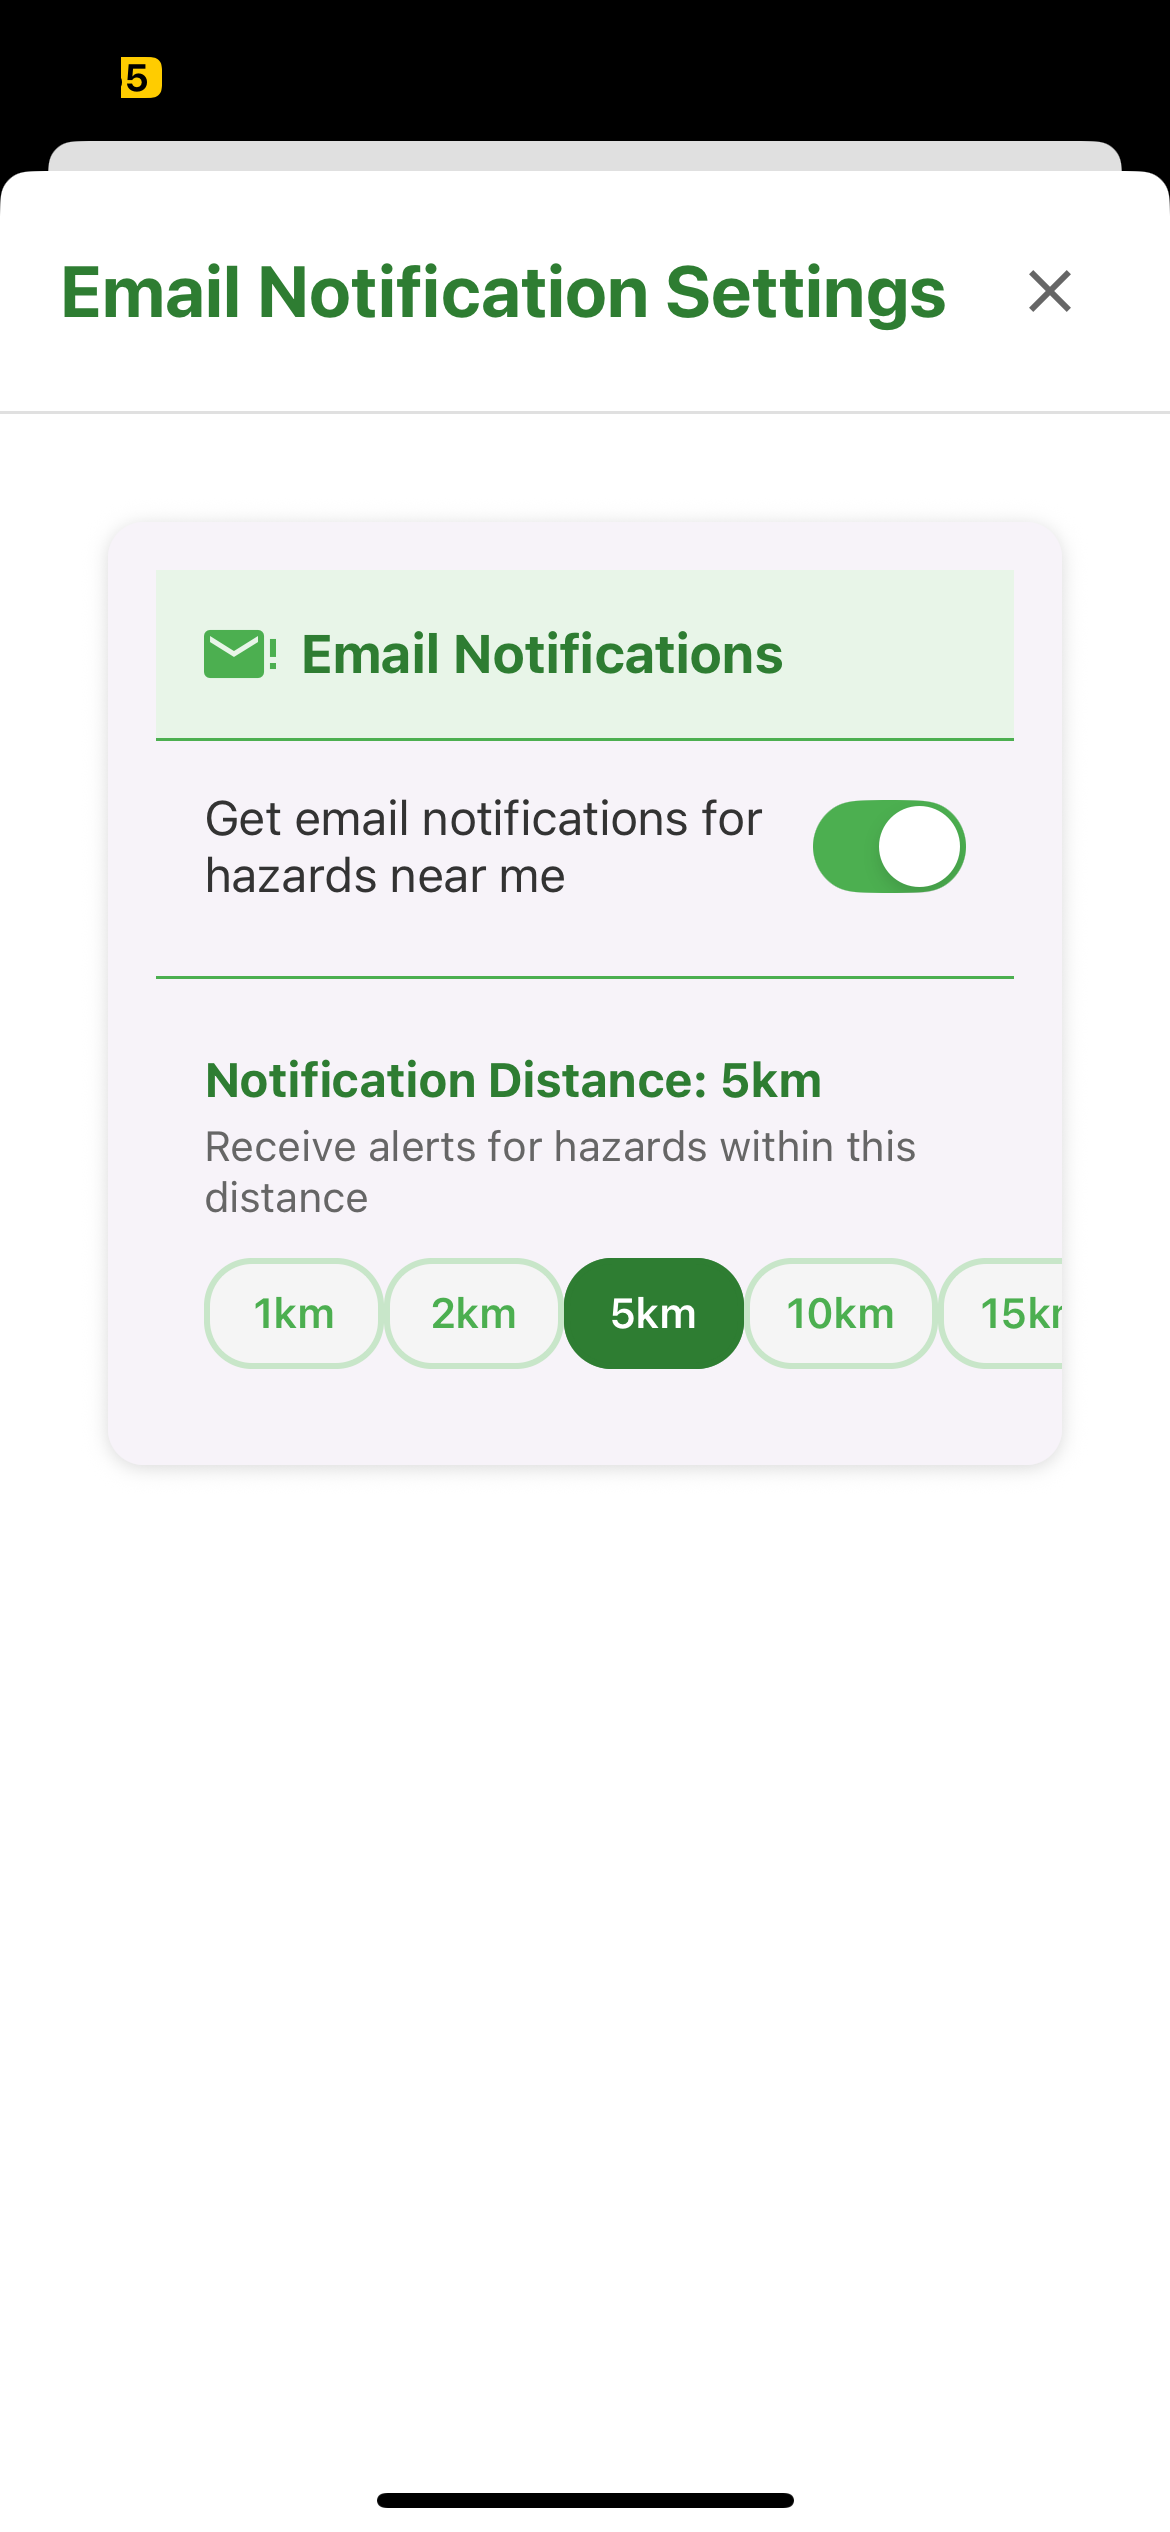 5
Email Notification Settings
Email Notifications
Get email notifications for
hazards near me
Notification Distance: 5km
Receive alerts for hazards within this
distance
1km 2km 5km 10km